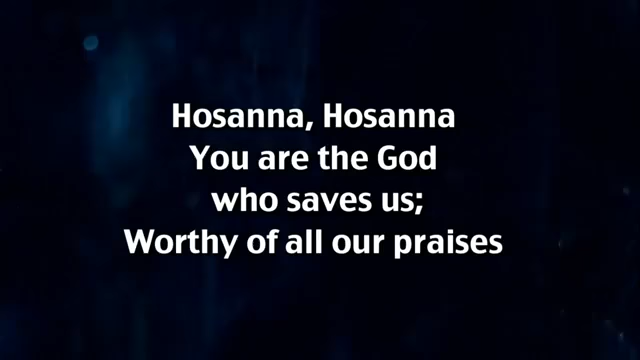 Hosanna, Hosanna
You are the God
who saves us;
Worthy of all our praises